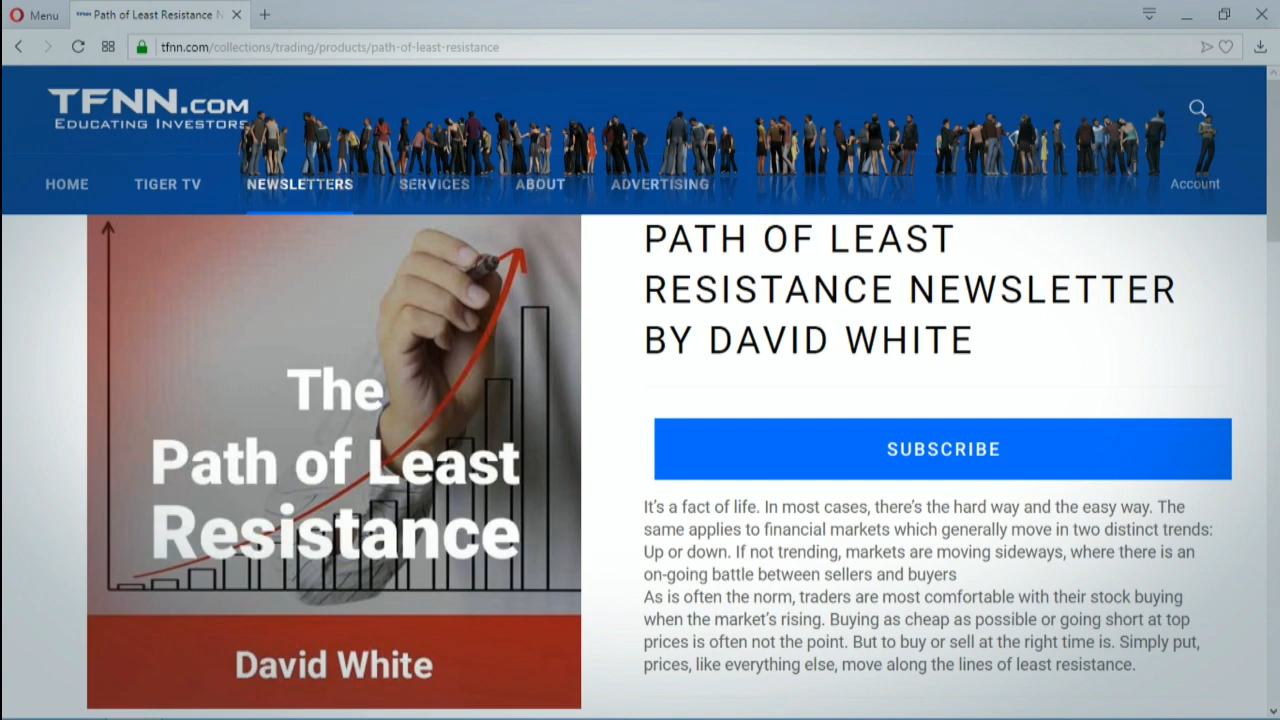 Menu
Path of Least Resistance N
tfnn.com/collections/trading/products/path-of-least-resistance
TFNN.COM
EDUCATING INVESTORS
HOME
TIGER TV
NEWSLETTERS
SERVICES
ABOUT
ADVERTISING
Account
The
Path of Least
Resistance
David White
PATH OF LEAST
RESISTANCE NEWSLETTER
BY DAVID WHITE
SUBSCRIBE
It's a fact of life. In most cases, there's the hard way and the easy way. The
same applies to financial markets which generally move in two distinct trends:
Up or down. If not trending, markets are moving sideways, where there is an
on-going battle between sellers and buyers
As is often the norm, traders are most comfortable with their stock buying
when the market's rising. Buying as cheap as possible or going short at top
prices is often not the point. But to buy or sell at the right time is. Simply put,
prices, like everything else, move along the lines of least resistance.